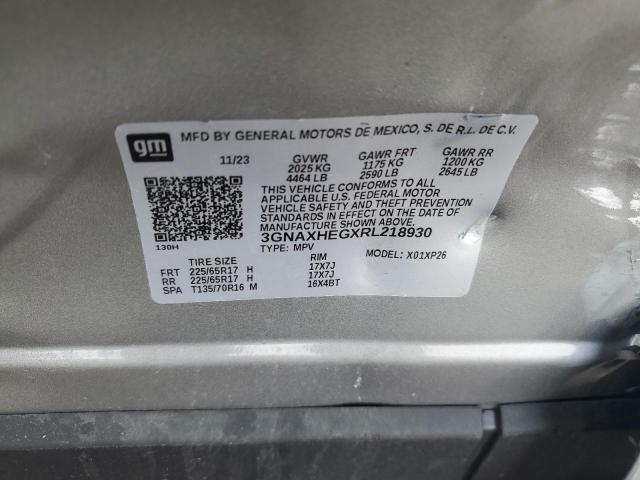 gm MFD BY GENERAL MOTORS DE MEXICO, S. DE R.L. DE C.V.
11/23 GVWR GAWR FRT GAWR RR
2025 KG 1175 KG 1200 KG
4464 LB 2590 LB 2645 LB
THIS VEHICLE CONFORMS TO ALL
APPLICABLE U.S. FEDERAL MOTOR
VEHICLE SAFETY AND THEFT PREVENTION
STANDARDS IN EFFECT ON THE DATE OF
MANUFACTURE SHOWN ABOVE.
3GNAXHEGXRL218930
130H TYPE: MPV MODEL: X01XP26
TIRE SIZE RIM
FRT 225/65R17 H 17X7J
RR 225/65R17 H 17X7J
SPA T135/70R16 M 16X4BT